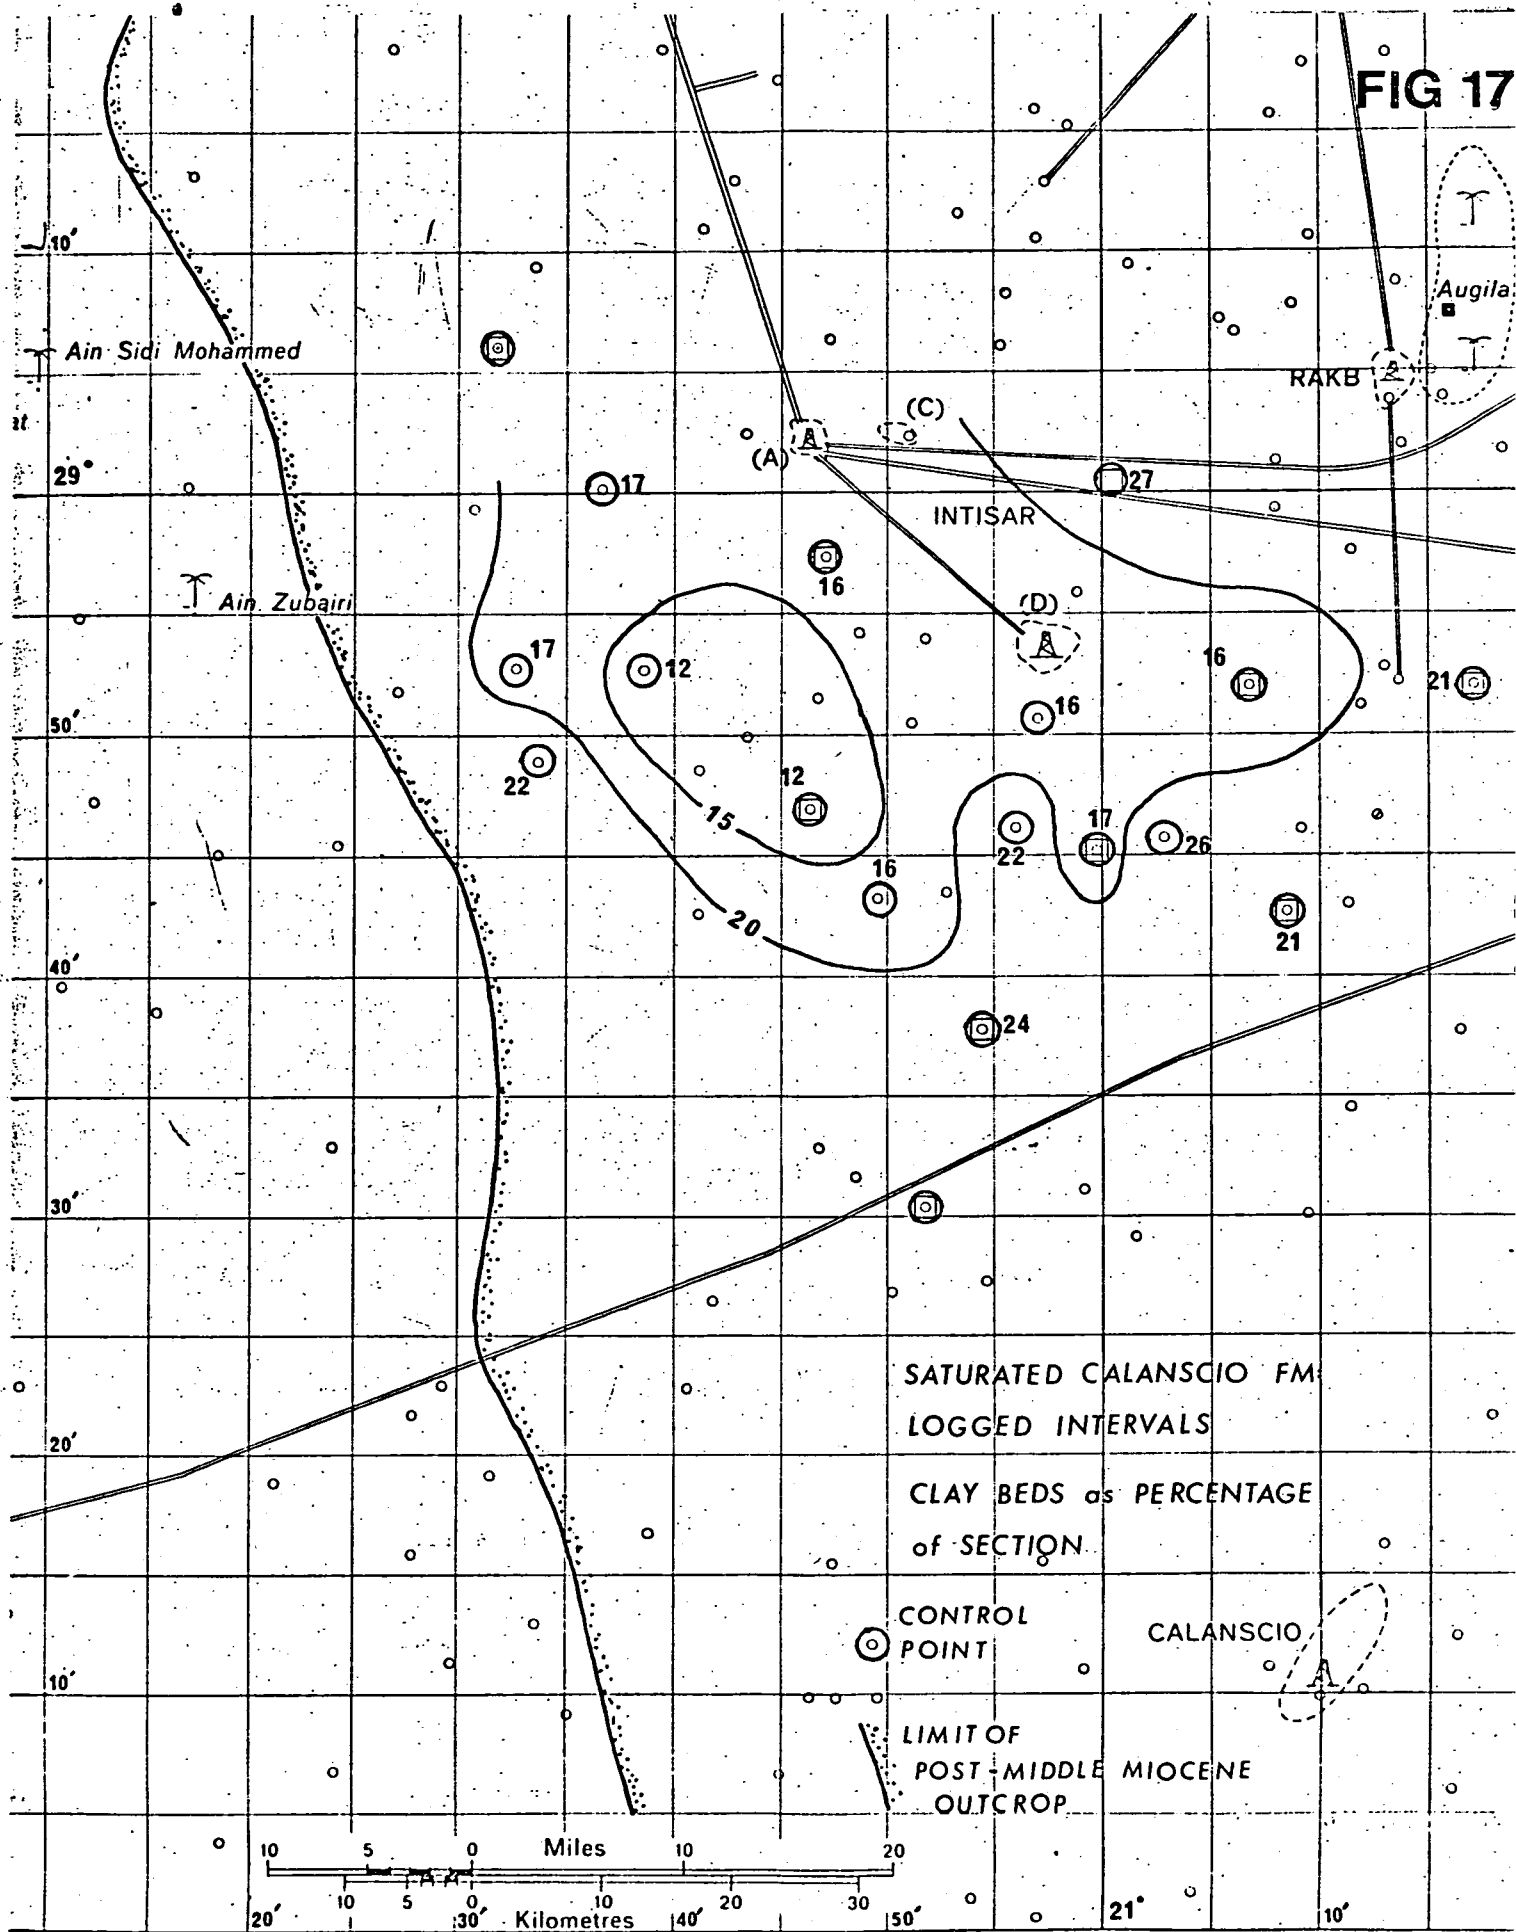 FIG 17
10′
Augila
Ain Sidi Mohammed
RAKB
(C)
(A)
29°
17
27
INTISAR
16
Ain Zubairi
(D)
17
12
16
21
16
50′
22
12
15
17
22
26
16
20
21
40′
24
30′
SATURATED CALANSCIO FM
LOGGED INTERVALS
20′
CLAY BEDS as PERCENTAGE
of SECTION
CONTROL
POINT
CALANSCIO
10′
LIMIT OF
POST-MIDDLE MIOCENE
OUTCROP
10 5 0 Miles 10 20
10 5 0 10 20 30
Kilometres
20′ 30′ 40′ 50′ 21° 10′